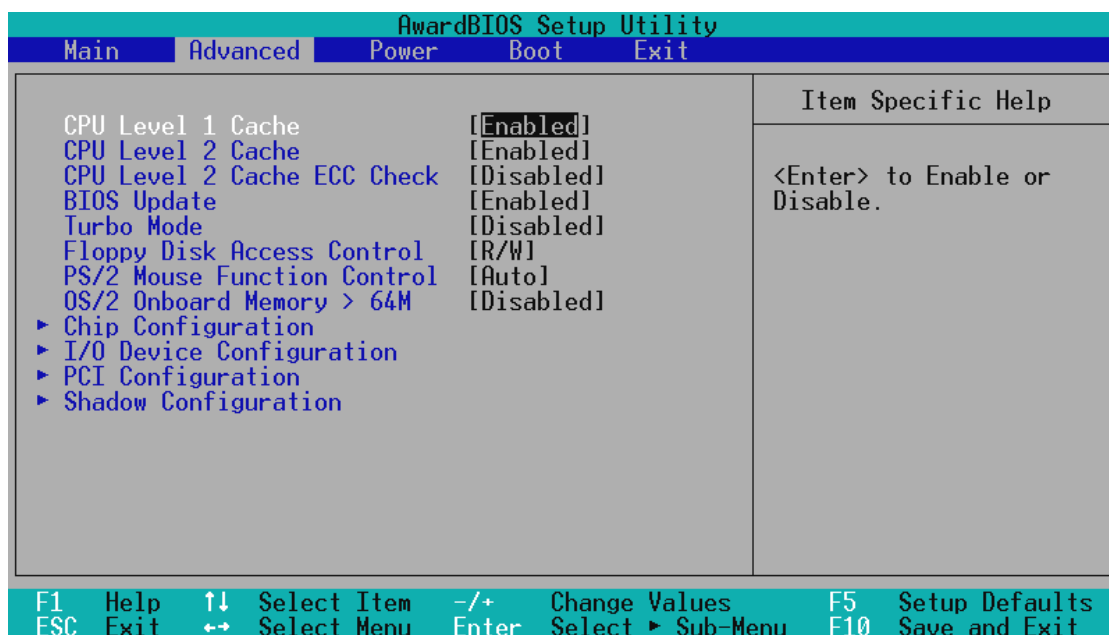 AwardBIOS Setup Utility
Main Advanced Power Boot Exit
Item Specific Help
CPU Level 1 Cache [Enabled]
CPU Level 2 Cache [Enabled]
CPU Level 2 Cache ECC Check [Disabled]
<Enter> to Enable or
BIOS Update [Enabled]
Disable.
Turbo Mode [Disabled]
Floppy Disk Access Control [R/W]
PS/2 Mouse Function Control [Auto]
OS/2 Onboard Memory > 64M [Disabled]
► Chip Configuration
► I/O Device Configuration
► PCI Configuration
► Shadow Configuration
F1 Help ↑↓ Select Item -/+ Change Values F5 Setup Defaults
ESC Exit ←→ Select Menu Enter Select ► Sub-Menu F10 Save and Exit